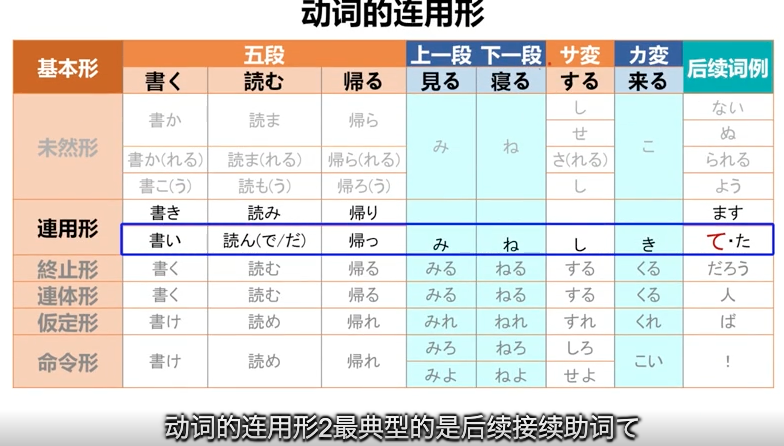 动词的连用形
基本形 五段 上一段 下一段 サ変 カ変 后续词例
書く 読む 帰る 見る 寝る する 来る
未然形 書か 読ま 帰ら み ね し こ ない
せ ぬ
書か(れる) 読ま(れる) 帰ら(れる) さ(れる) られる
書こ(う) 読も(う) 帰ろ(う) し よう
連用形 書き 読み 帰り ます
書い 読ん(で/だ) 帰っ み ね し き て・た
終止形 書く 読む 帰る みる ねる する くる だろう
連体形 書く 読む 帰る みる ねる する くる 人
仮定形 書け 読め 帰れ みれ ねれ すれ くれ ば
命令形 書け 読め 帰れ みろ ねろ しろ こい !
みよ ねよ せよ
动词的连用形2最典型的是后续接续助词て